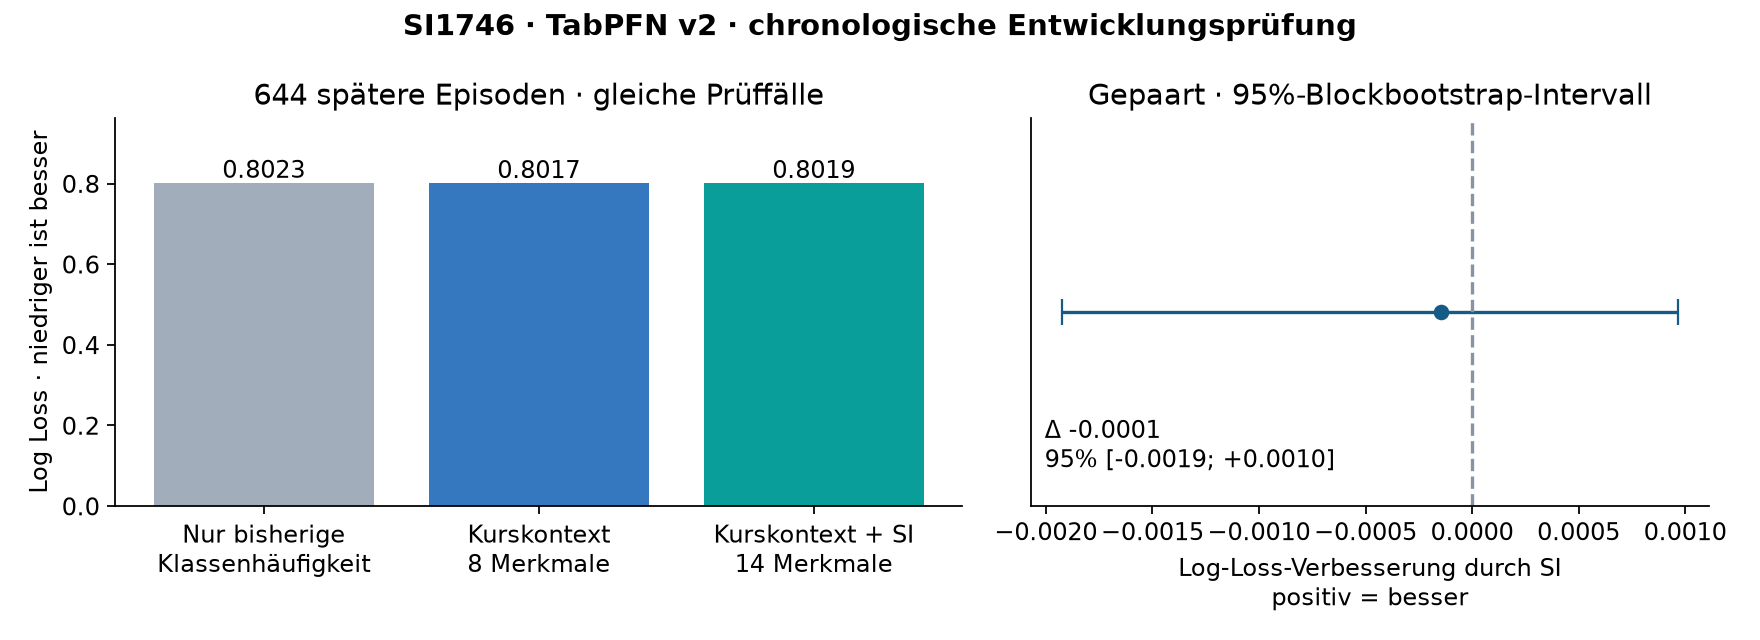 SI1746 · TabPFN v2 · chronologische Entwicklungsprüfung
644 spätere Episoden · gleiche Prüffälle
Log Loss · niedriger ist besser
0.8
0.6
0.4
0.2
0.0
0.8023
0.8017
0.8019
Nur bisherige
Klassenhäufigkeit
Kurskontext
8 Merkmale
Kurskontext + SI
14 Merkmale
Gepaart · 95%-Blockbootstrap-Intervall
Δ -0.0001
95% [-0.0019; +0.0010]
−0.0020 −0.0015 −0.0010 −0.0005 0.0000 0.0005 0.0010
Log-Loss-Verbesserung durch SI
positiv = besser